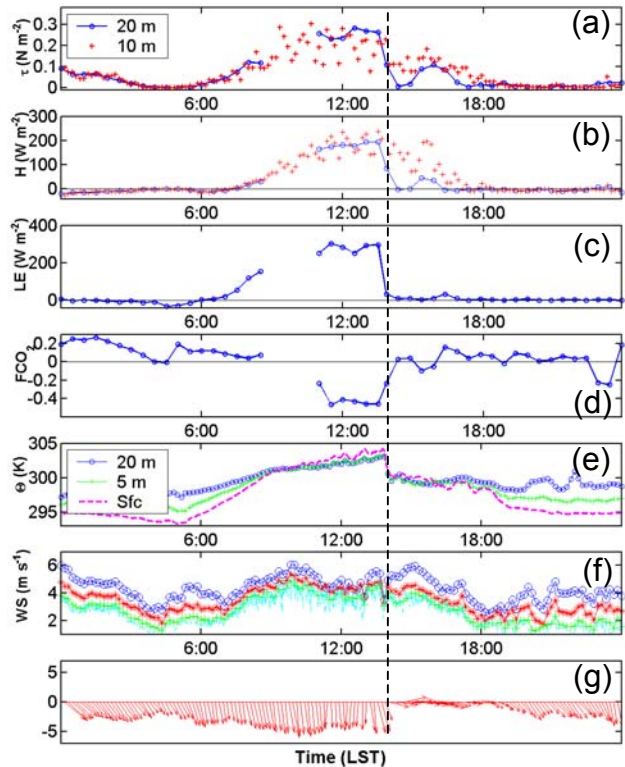 (a)
τ (N m⁻²)
0.3
0.2
0.1
0
20 m
10 m
6:00 12:00 18:00
(b)
H (W m⁻²)
300
200
100
0
6:00 12:00 18:00
(c)
LE (W m⁻²)
400
200
0
6:00 12:00 18:00
(d)
FCO₂
0.2
0
-0.2
-0.4
6:00 12:00 18:00
(e)
Θ (K)
305
300
295
20 m
5 m
Sfc
6:00 12:00 18:00
(f)
WS (m s⁻¹)
6
4
2
6:00 12:00 18:00
(g)
5
0
-5
Time (LST)